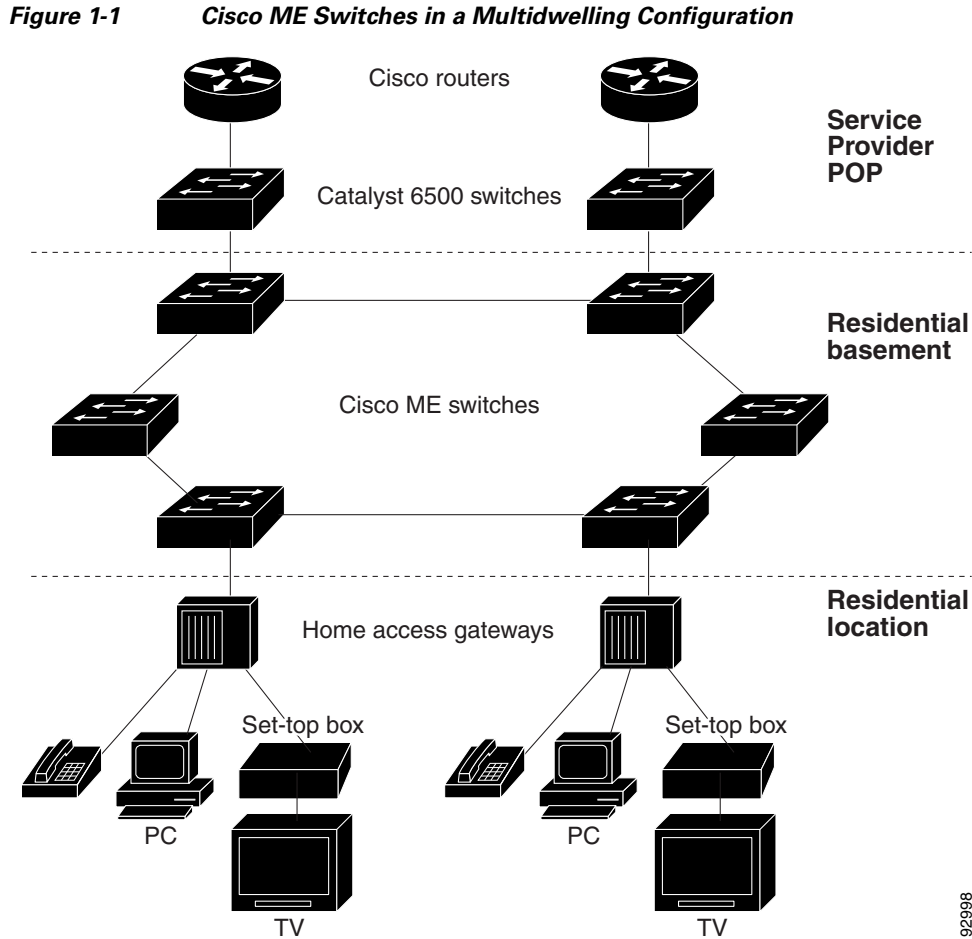 Figure 1-1 Cisco ME Switches in a Multidwelling Configuration
Cisco routers
Service
Provider
POP
Catalyst 6500 switches
Residential
basement
Cisco ME switches
Residential
location
Home access gateways
Set-top box
Set-top box
PC
PC
TV
TV
92998